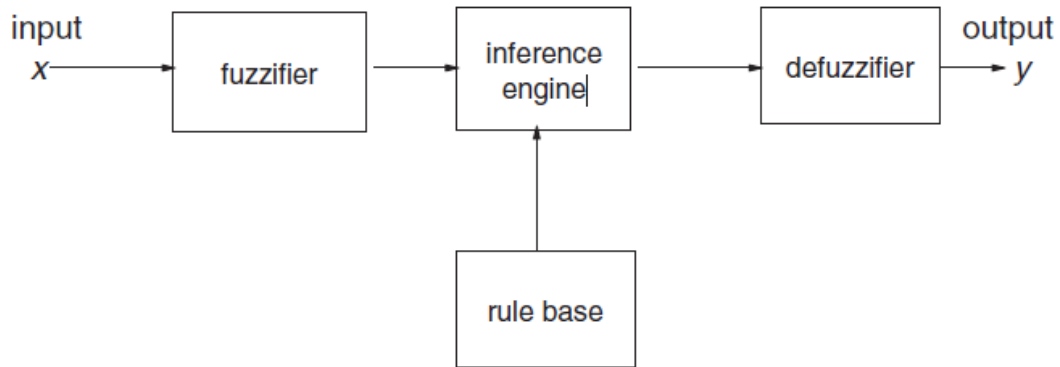 input
x
fuzzifier
inference
engine
defuzzifier
output
y
rule base